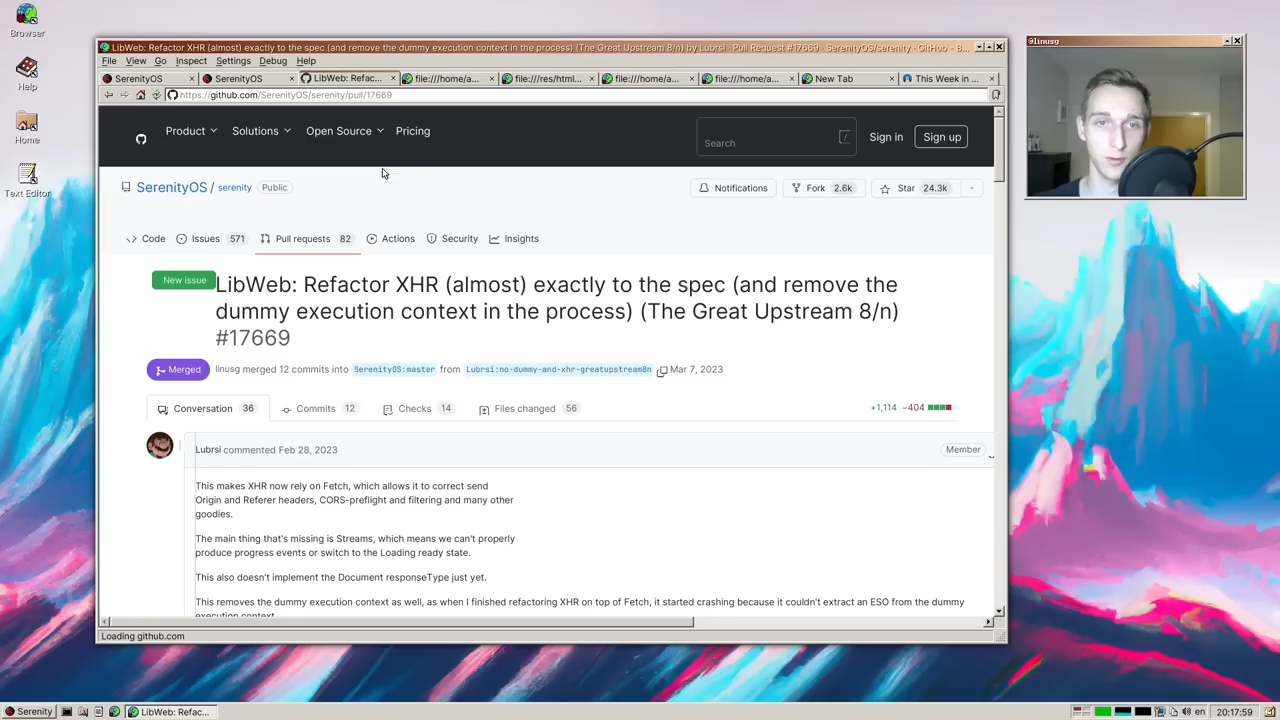 Browser
Help
Home
Text Editor
LibWeb: Refactor XHR (almost) exactly to the spec (and remove the dummy execution context in the process) (The Great Upstream 8/n) by Lubrsi · Pull Request #17669 · SerenityOS/serenity · GitHub - B...
File View Go Inspect Settings Debug Help
SerenityOS
SerenityOS
LibWeb: Refac...
file:///home/a...
file:///res/html...
file:///home/a...
file:///home/a...
New Tab
This Week in ...
https://github.com/SerenityOS/serenity/pull/17669
Product Solutions Open Source Pricing
Search /
Sign in Sign up
SerenityOS / serenity Public
Notifications Fork 2.6k Star 24.3k
Code Issues 571 Pull requests 82 Actions Security Insights
New issue
LibWeb: Refactor XHR (almost) exactly to the spec (and remove the
dummy execution context in the process) (The Great Upstream 8/n)
#17669
Merged linusg merged 12 commits into SerenityOS:master from Lubrsi:no-dummy-and-xhr-greatupstream8n Mar 7, 2023
Conversation 36 Commits 12 Checks 14 Files changed 56 +1,114 −404
Lubrsi commented Feb 28, 2023 Member
This makes XHR now rely on Fetch, which allows it to correct send
Origin and Referer headers, CORS-preflight and filtering and many other
goodies.
The main thing that's missing is Streams, which means we can't properly
produce progress events or switch to the Loading ready state.
This also doesn't implement the Document responseType just yet.
This removes the dummy execution context as well, as when I finished refactoring XHR on top of Fetch, it started crashing because it couldn't extract an ESO from the dummy
execution context.
Loading github.com
@linusg
Serenity
LibWeb: Refac...
en
20:17:59